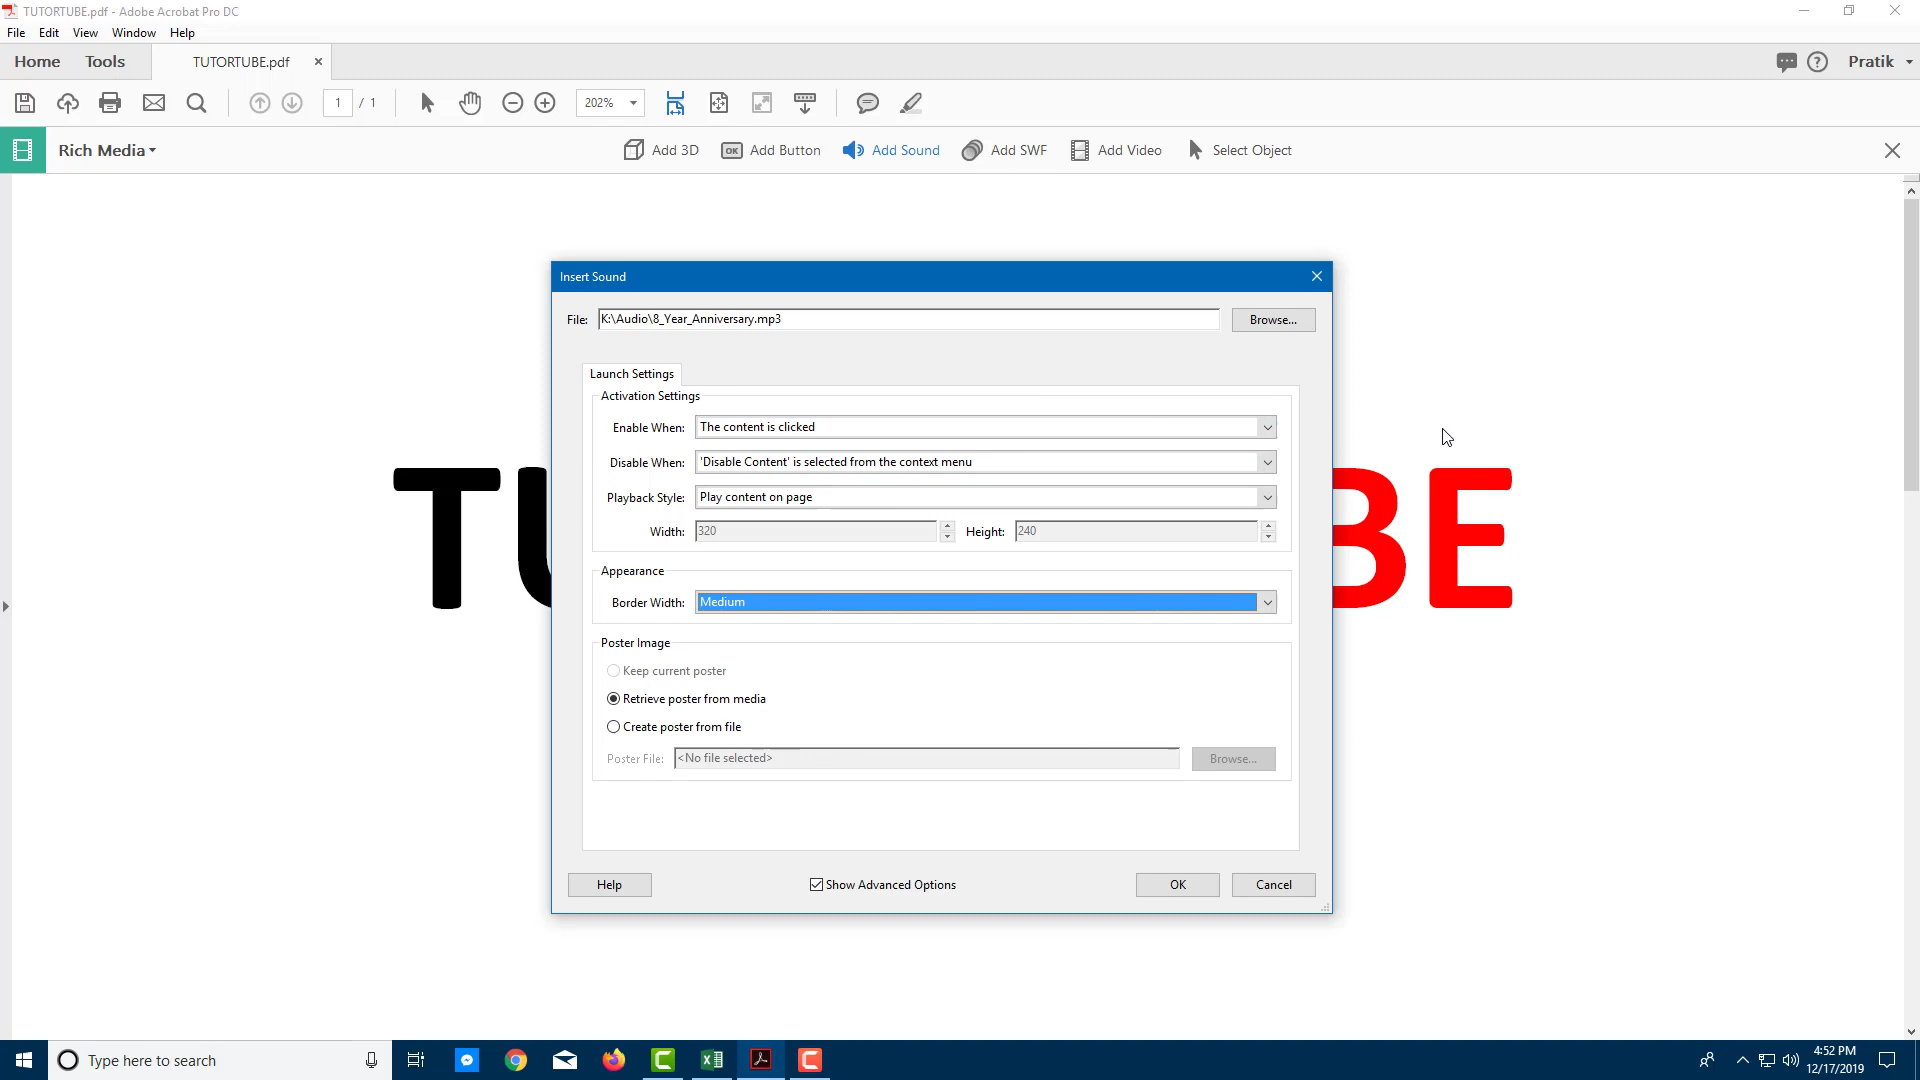 TUTORTUBE.pdf - Adobe Acrobat Pro DC
File Edit View Window Help
Home Tools TUTORTUBE.pdf Pratik
1 / 1 202%
Rich Media Add 3D OK Add Button Add Sound Add SWF Add Video Select Object
Insert Sound
File: K:\Audio\8_Year_Anniversary.mp3 Browse...
Launch Settings
Activation Settings
Enable When: The content is clicked
Disable When: 'Disable Content' is selected from the context menu
Playback Style: Play content on page
Width: 320 Height: 240
TU BE
Appearance
Border Width: Medium
Poster Image
Keep current poster
Retrieve poster from media
Create poster from file
Poster File: <No file selected> Browse...
Help Show Advanced Options OK Cancel
Type here to search
4:52 PM
12/17/2019